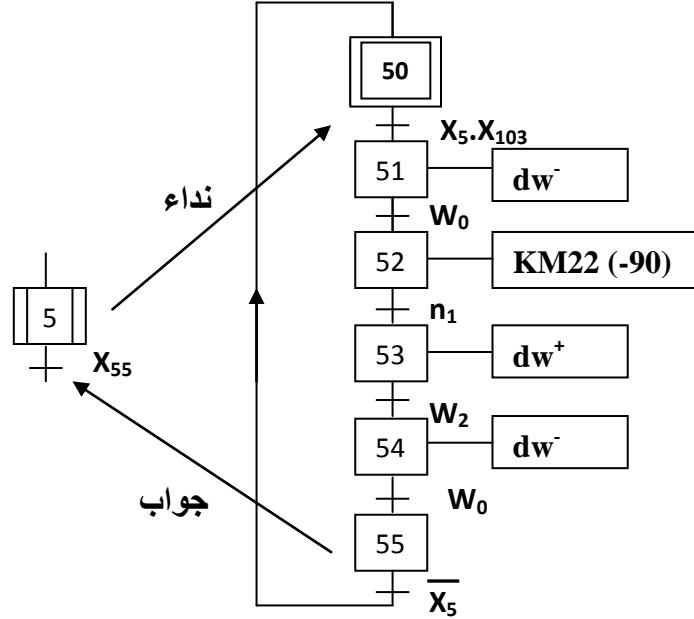 50
X₅.X₁₀₃
51 dw⁻
نداء
W₀
52 KM22 (-90)
5
n₁
X₅₅
53 dw⁺
W₂
54 dw⁻
جواب
W₀
55
X̅₅